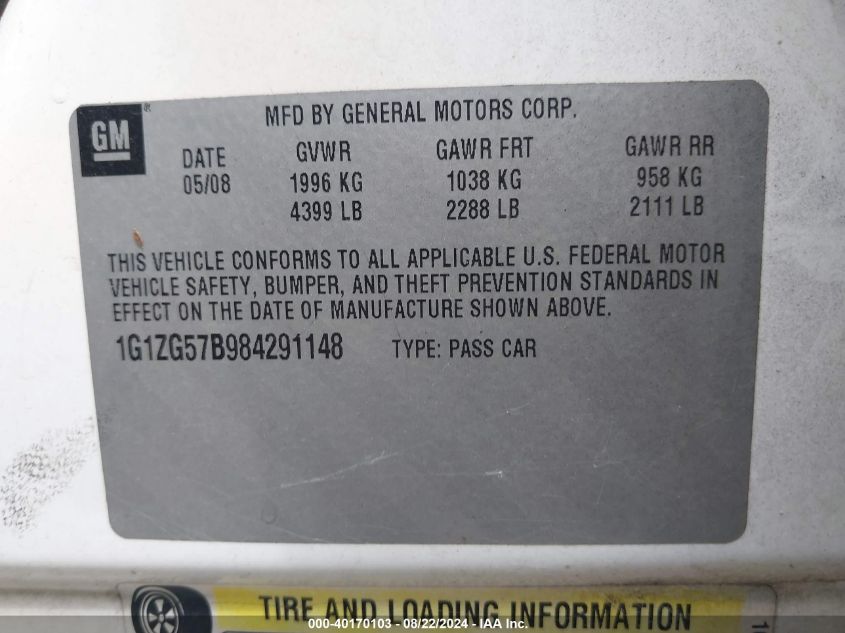 MFD BY GENERAL MOTORS CORP.
GM ®
DATE GVWR GAWR FRT GAWR RR
05/08 1996 KG 1038 KG 958 KG
4399 LB 2288 LB 2111 LB
THIS VEHICLE CONFORMS TO ALL APPLICABLE U.S. FEDERAL MOTOR
VEHICLE SAFETY, BUMPER, AND THEFT PREVENTION STANDARDS IN
EFFECT ON THE DATE OF MANUFACTURE SHOWN ABOVE.
1G1ZG57B984291148 TYPE: PASS CAR
TIRE AND LOADING INFORMATION
000-40170103 - 08/22/2024 - IAA Inc.